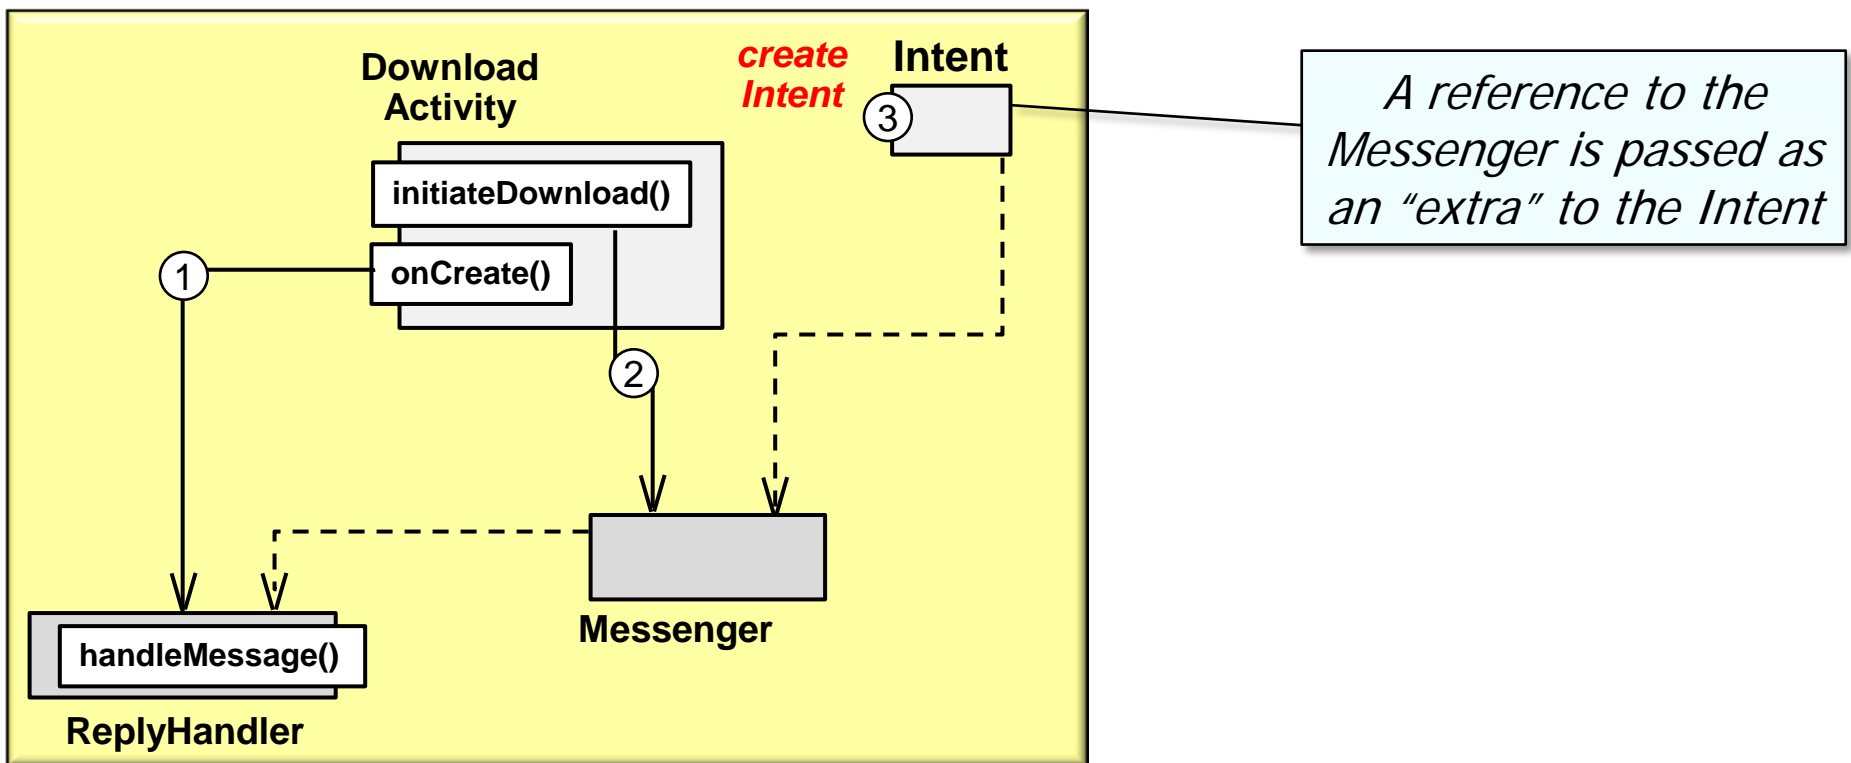 Download
Activity
create
Intent
Intent
3
initiateDownload()
onCreate()
1
2
Messenger
handleMessage()
ReplyHandler
A reference to the
Messenger is passed as
an “extra” to the Intent